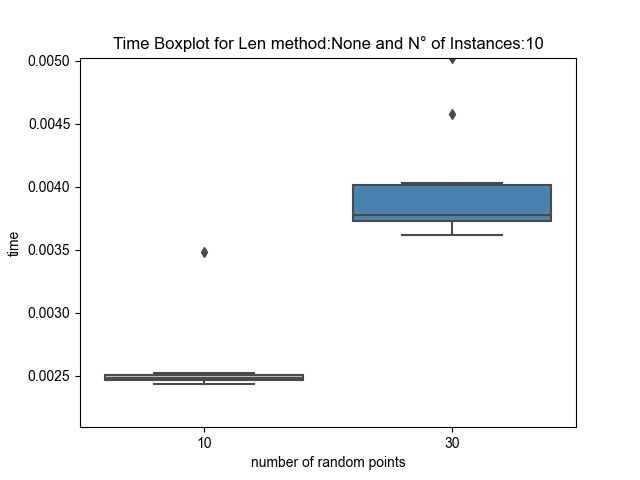 Time Boxplot for Len method:None and N° of Instances:10
0.0050
0.0045
0.0040
0.0035
0.0030
0.0025
time
10
30
number of random points